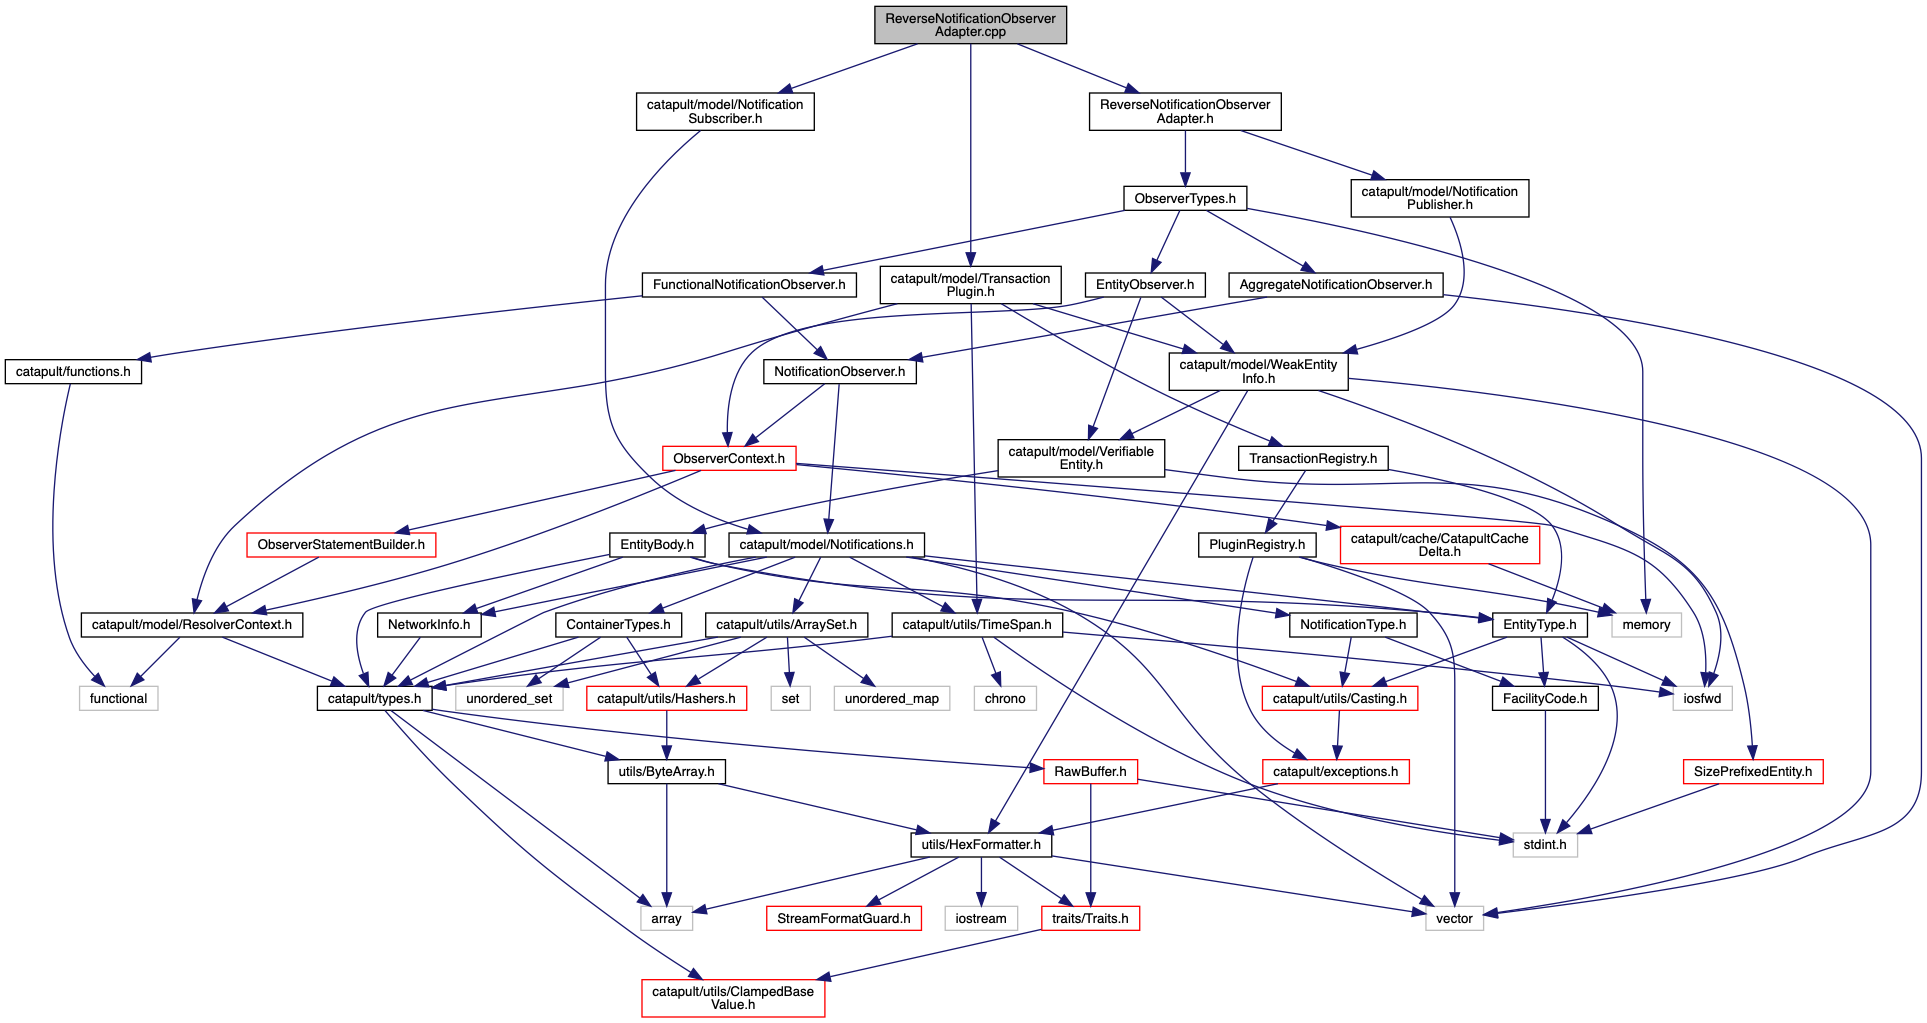 ReverseNotificationObserver
Adapter.cpp
catapult/model/Notification
Subscriber.h
ReverseNotificationObserver
Adapter.h
ObserverTypes.h
catapult/model/Notification
Publisher.h
FunctionalNotificationObserver.h
catapult/model/Transaction
Plugin.h
EntityObserver.h
AggregateNotificationObserver.h
catapult/functions.h
NotificationObserver.h
catapult/model/WeakEntity
Info.h
ObserverContext.h
catapult/model/Verifiable
Entity.h
TransactionRegistry.h
ObserverStatementBuilder.h
EntityBody.h
catapult/model/Notifications.h
PluginRegistry.h
catapult/cache/CatapultCache
Delta.h
catapult/model/ResolverContext.h
NetworkInfo.h
ContainerTypes.h
catapult/utils/ArraySet.h
catapult/utils/TimeSpan.h
NotificationType.h
EntityType.h
memory
functional
catapult/types.h
unordered_set
catapult/utils/Hashers.h
set
unordered_map
chrono
catapult/utils/Casting.h
FacilityCode.h
iosfwd
utils/ByteArray.h
RawBuffer.h
catapult/exceptions.h
SizePrefixedEntity.h
utils/HexFormatter.h
stdint.h
array
StreamFormatGuard.h
iostream
traits/Traits.h
vector
catapult/utils/ClampedBase
Value.h